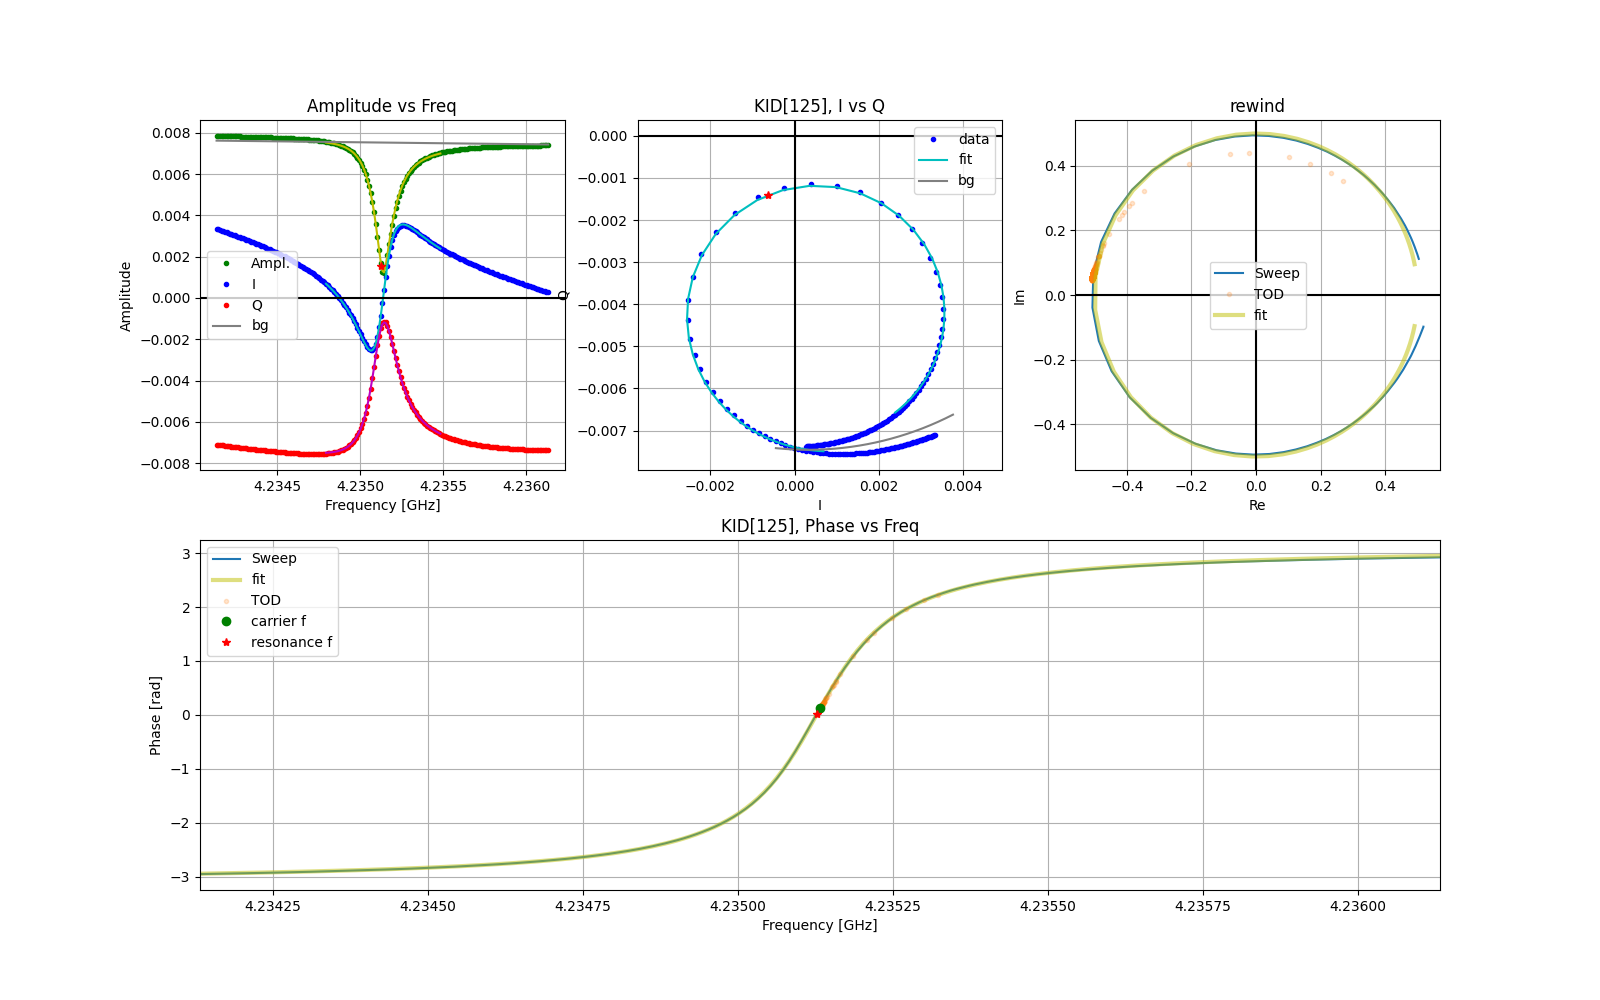 Amplitude vs Freq
0.008
0.006
0.004
0.002
0.000
−0.002
−0.004
−0.006
−0.008
Amplitude
Ampl.
I
Q
bg
4.2345
4.2350
4.2355
4.2360
Frequency [GHz]
KID[125], I vs Q
0.000
−0.001
−0.002
−0.003
−0.004
−0.005
−0.006
−0.007
Q
data
fit
bg
−0.002
0.000
0.002
0.004
I
rewind
0.4
0.2
0.0
−0.2
−0.4
Im
Sweep
TOD
fit
−0.4
−0.2
0.0
0.2
0.4
Re
KID[125], Phase vs Freq
3
2
1
0
−1
−2
−3
Phase [rad]
Sweep
fit
TOD
carrier f
resonance f
4.23425
4.23450
4.23475
4.23500
4.23525
4.23550
4.23575
4.23600
Frequency [GHz]